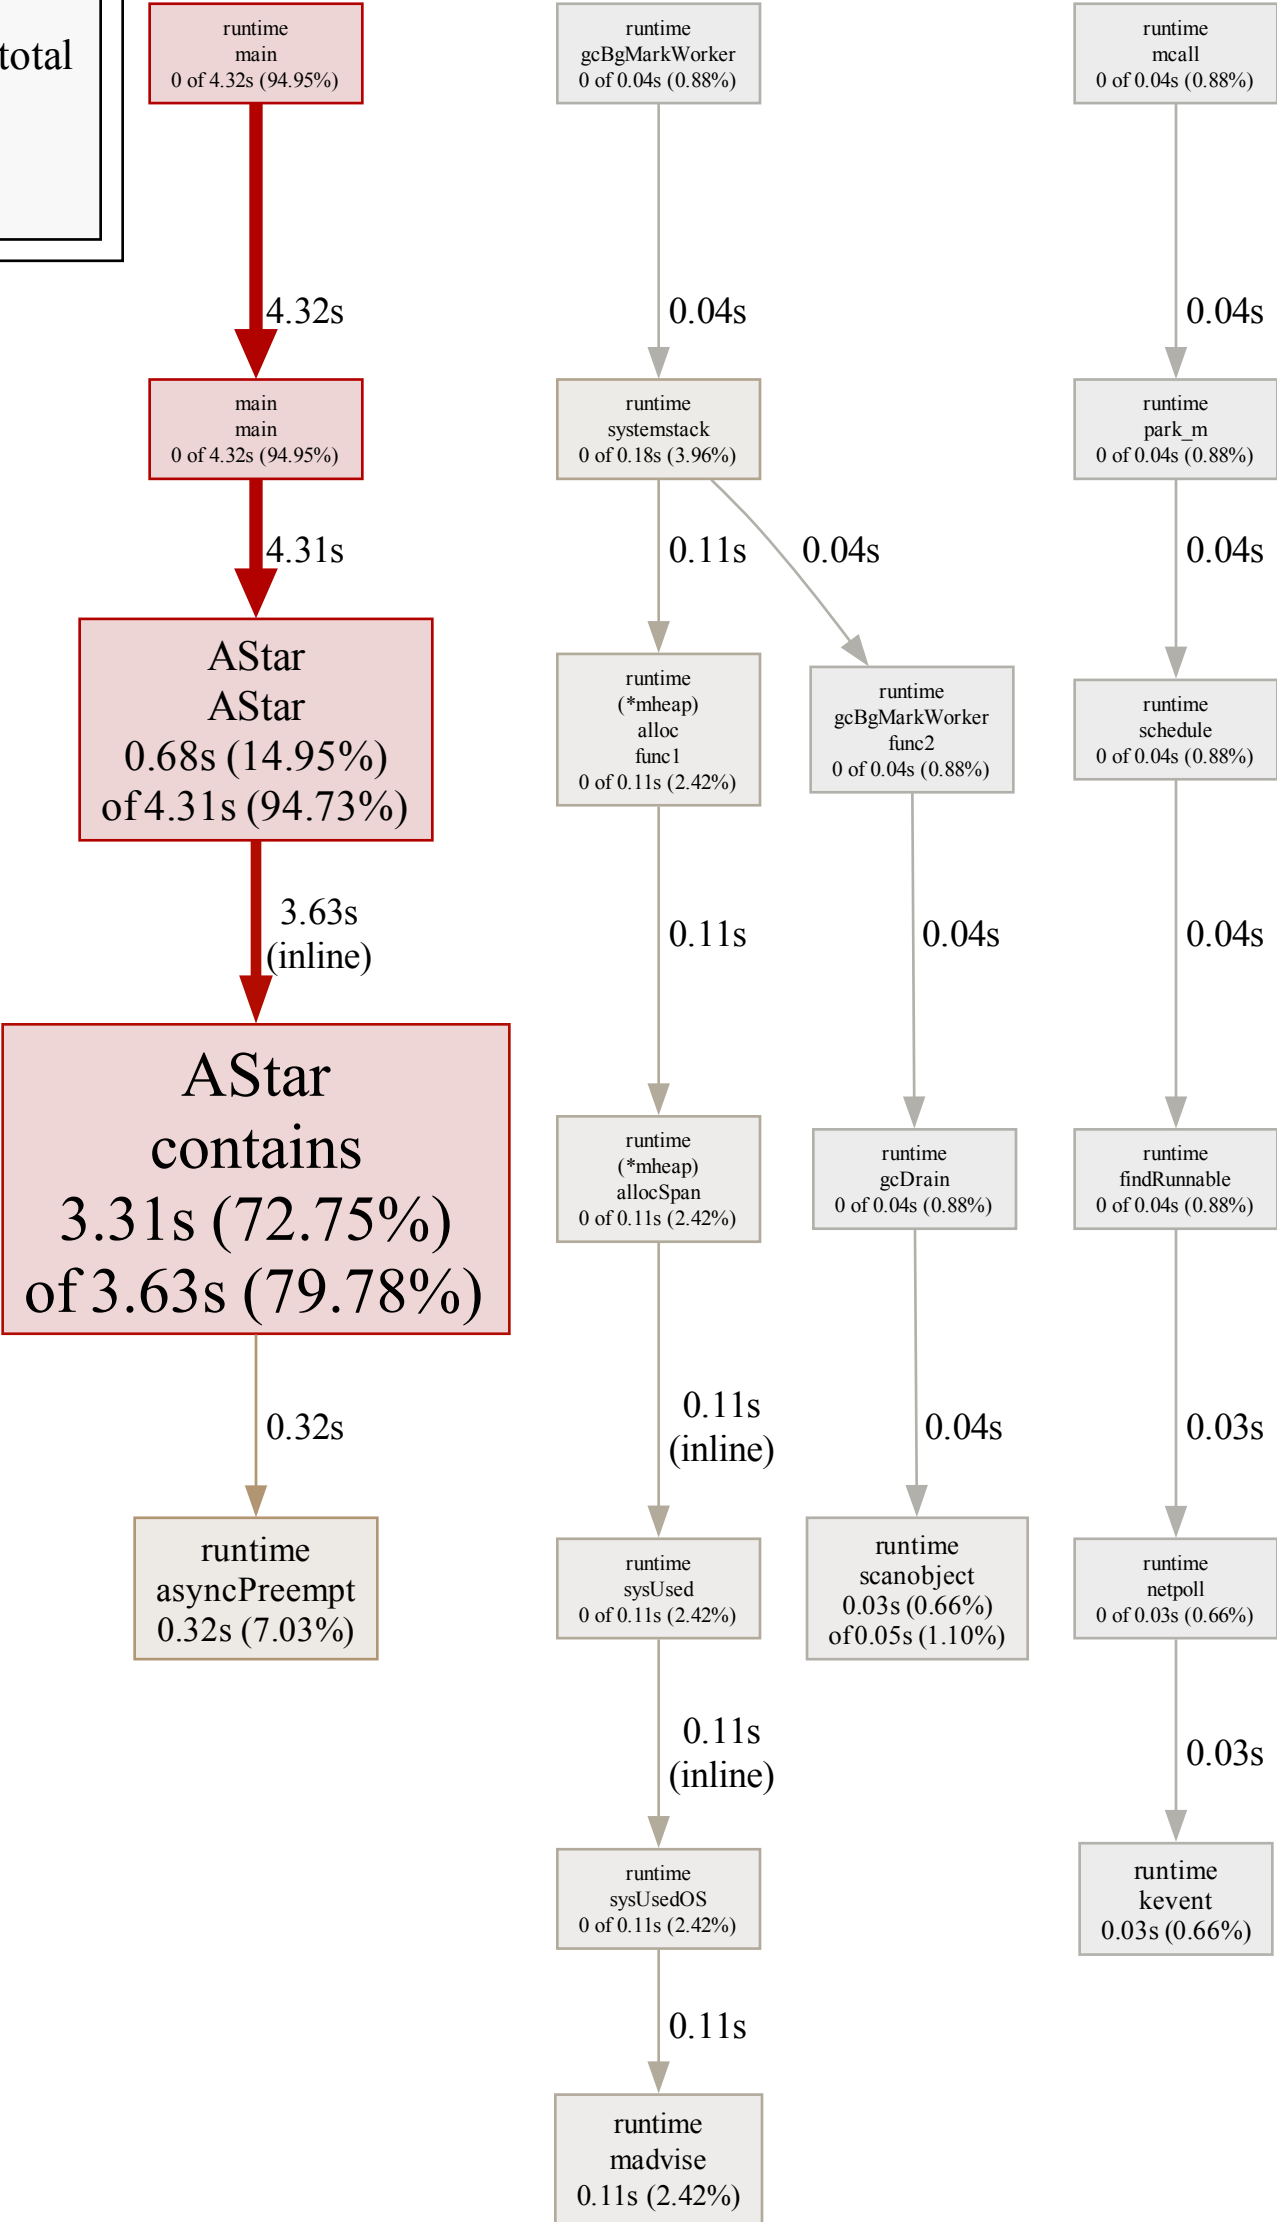 total
runtime
main
0 of 4.32s (94.95%)
4.32s
main
main
0 of 4.32s (94.95%)
4.31s
AStar
AStar
0.68s (14.95%)
of 4.31s (94.73%)
3.63s
(inline)
AStar
contains
3.31s (72.75%)
of 3.63s (79.78%)
0.32s
runtime
asyncPreempt
0.32s (7.03%)
runtime
gcBgMarkWorker
0 of 0.04s (0.88%)
0.04s
runtime
systemstack
0 of 0.18s (3.96%)
0.11s
0.04s
runtime
(*mheap)
alloc
func1
0 of 0.11s (2.42%)
0.11s
runtime
(*mheap)
allocSpan
0 of 0.11s (2.42%)
0.11s
(inline)
runtime
sysUsed
0 of 0.11s (2.42%)
0.11s
(inline)
runtime
sysUsedOS
0 of 0.11s (2.42%)
0.11s
runtime
madvise
0.11s (2.42%)
runtime
gcBgMarkWorker
func2
0 of 0.04s (0.88%)
0.04s
runtime
gcDrain
0 of 0.04s (0.88%)
0.04s
runtime
scanobject
0.03s (0.66%)
of 0.05s (1.10%)
runtime
mcall
0 of 0.04s (0.88%)
0.04s
runtime
park_m
0 of 0.04s (0.88%)
0.04s
runtime
schedule
0 of 0.04s (0.88%)
0.04s
runtime
findRunnable
0 of 0.04s (0.88%)
0.03s
runtime
netpoll
0 of 0.03s (0.66%)
0.03s
runtime
kevent
0.03s (0.66%)